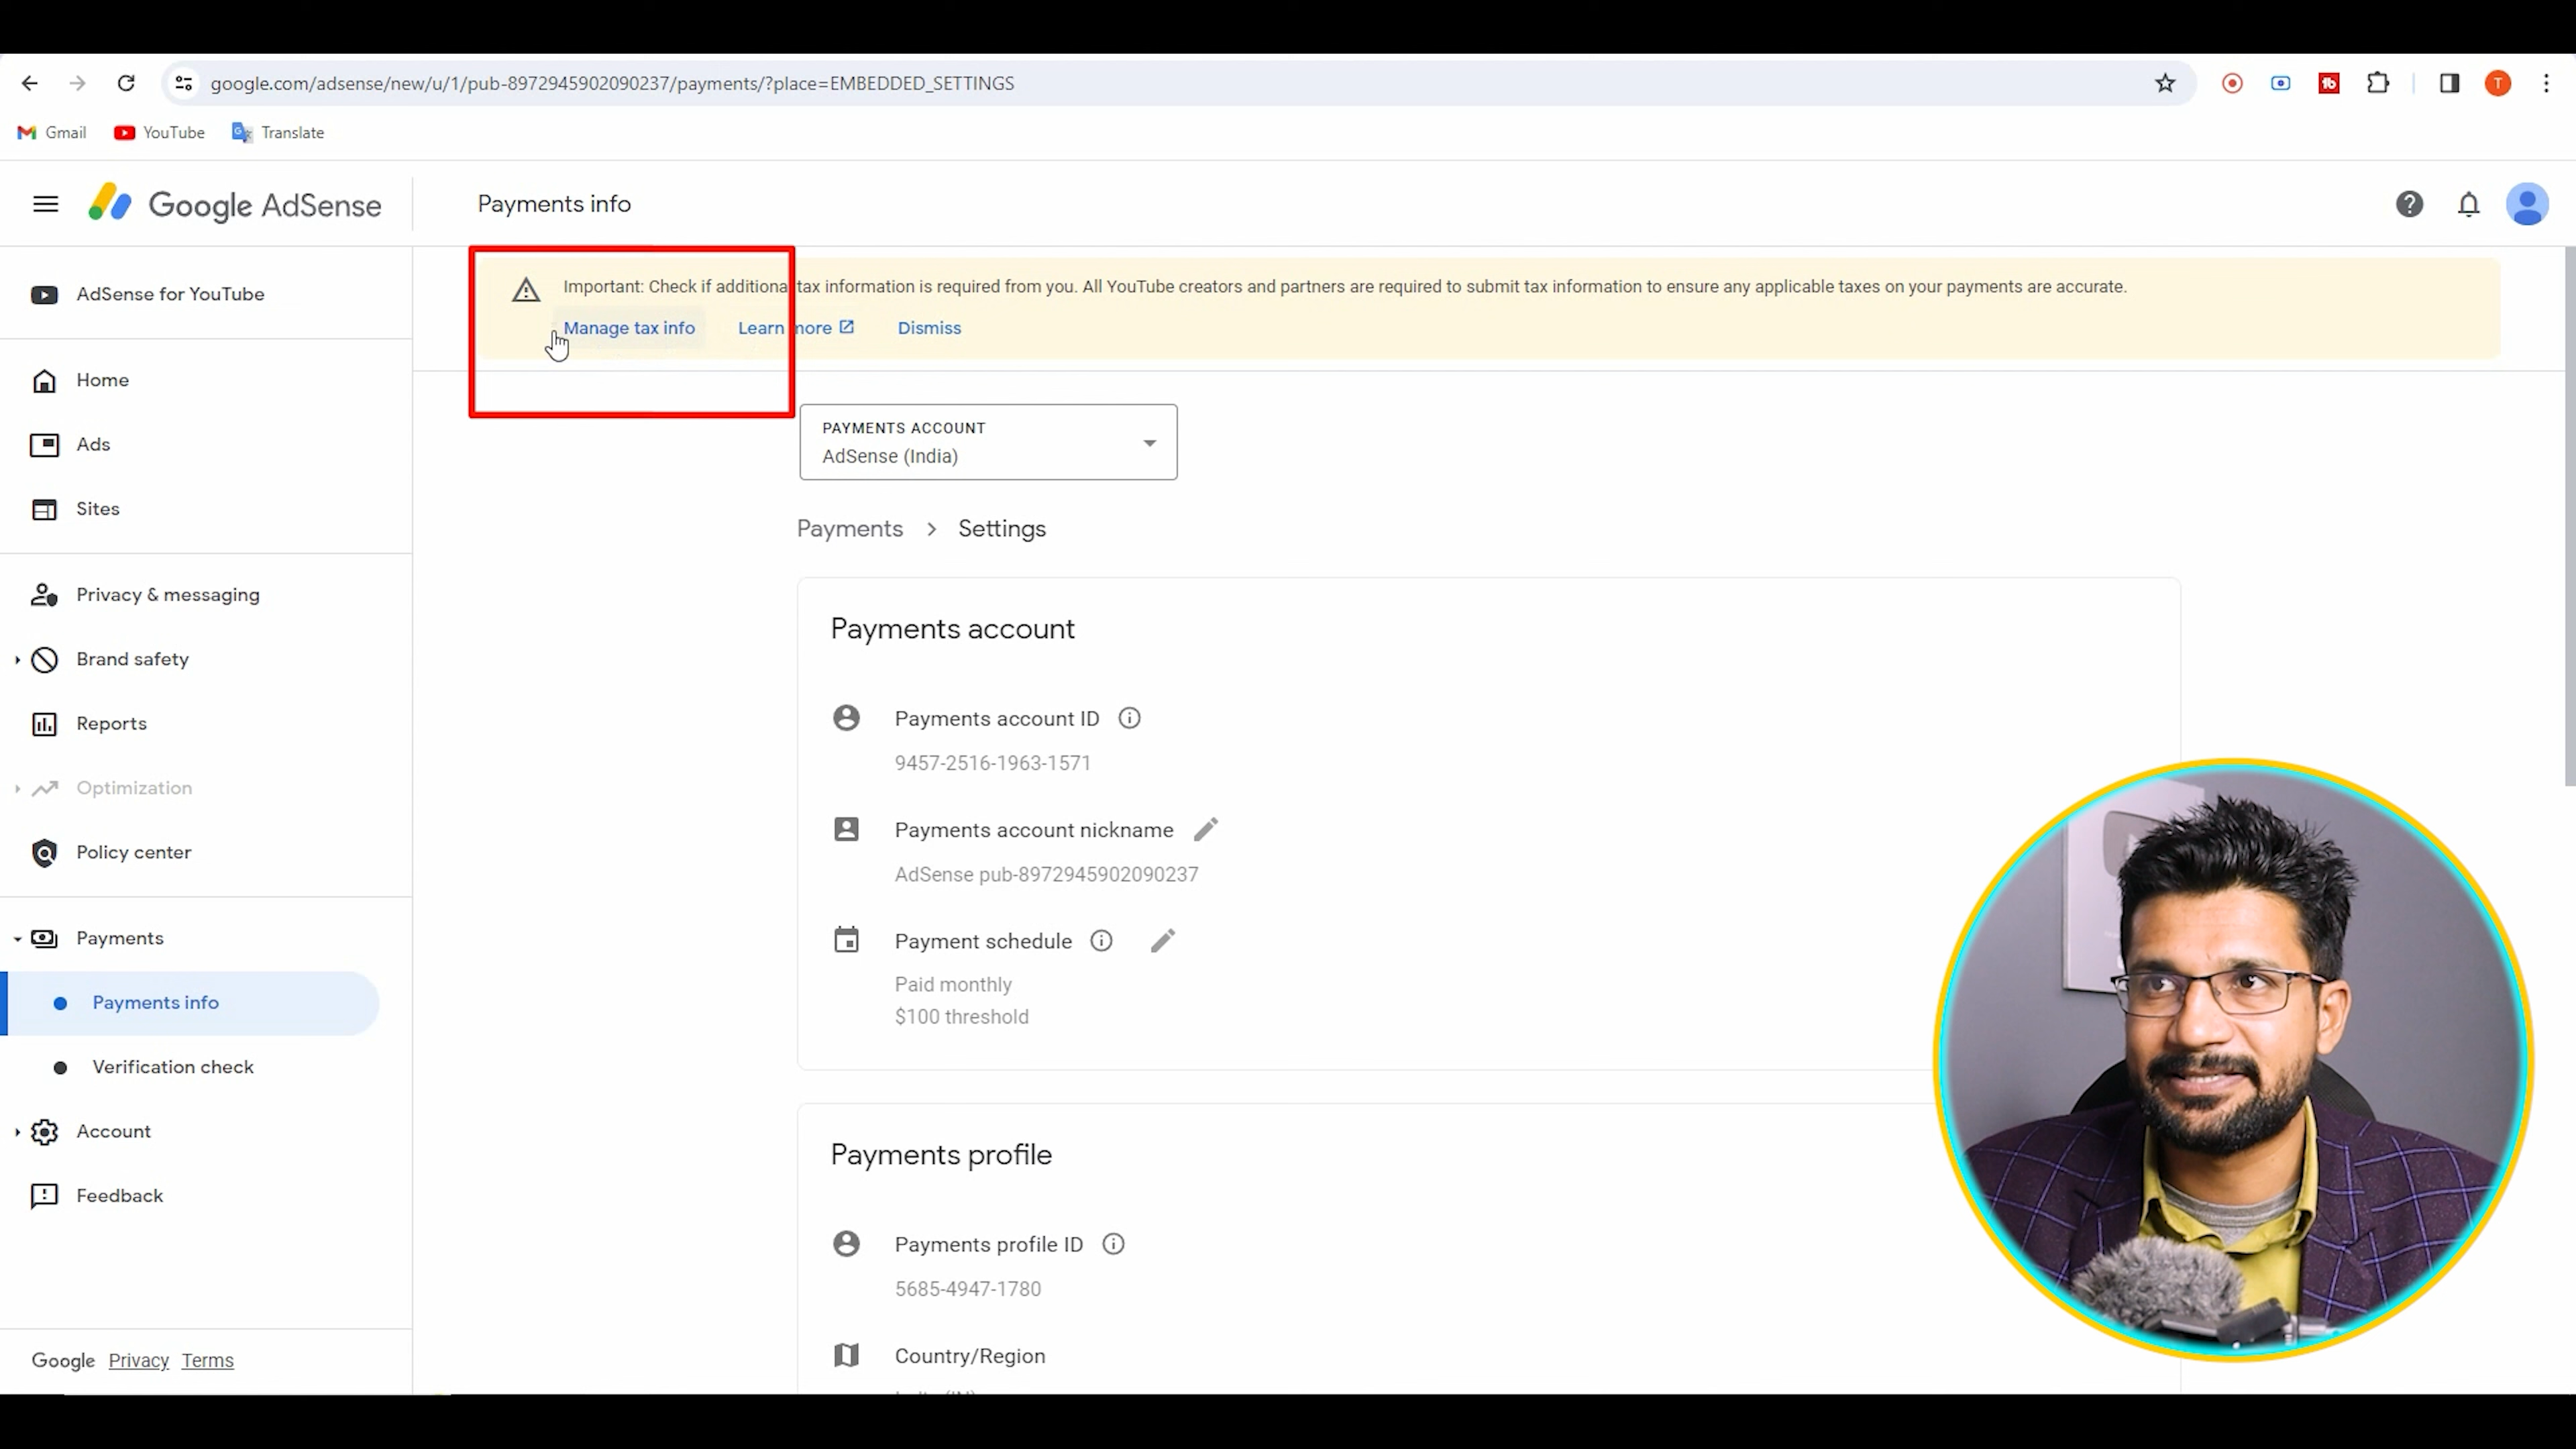 google.com/adsense/new/u/1/pub-8972945902090237/payments/?place=EMBEDDED_SETTINGS
Gmail YouTube Translate
Google AdSense
Payments info
AdSense for YouTube
Home
Ads
Sites
Privacy & messaging
Brand safety
Reports
Optimization
Policy center
Payments
Payments info
Verification check
Account
Feedback
Google Privacy Terms
Important: Check if additional tax information is required from you. All YouTube creators and partners are required to submit tax information to ensure any applicable taxes on your payments are accurate.
Manage tax info Learn more Dismiss
PAYMENTS ACCOUNT
AdSense (India)
Payments > Settings
Payments account
Payments account ID
9457-2516-1963-1571
Payments account nickname
AdSense pub-8972945902090237
Payment schedule
Paid monthly
$100 threshold
Payments profile
Payments profile ID
5685-4947-1780
Country/Region
T